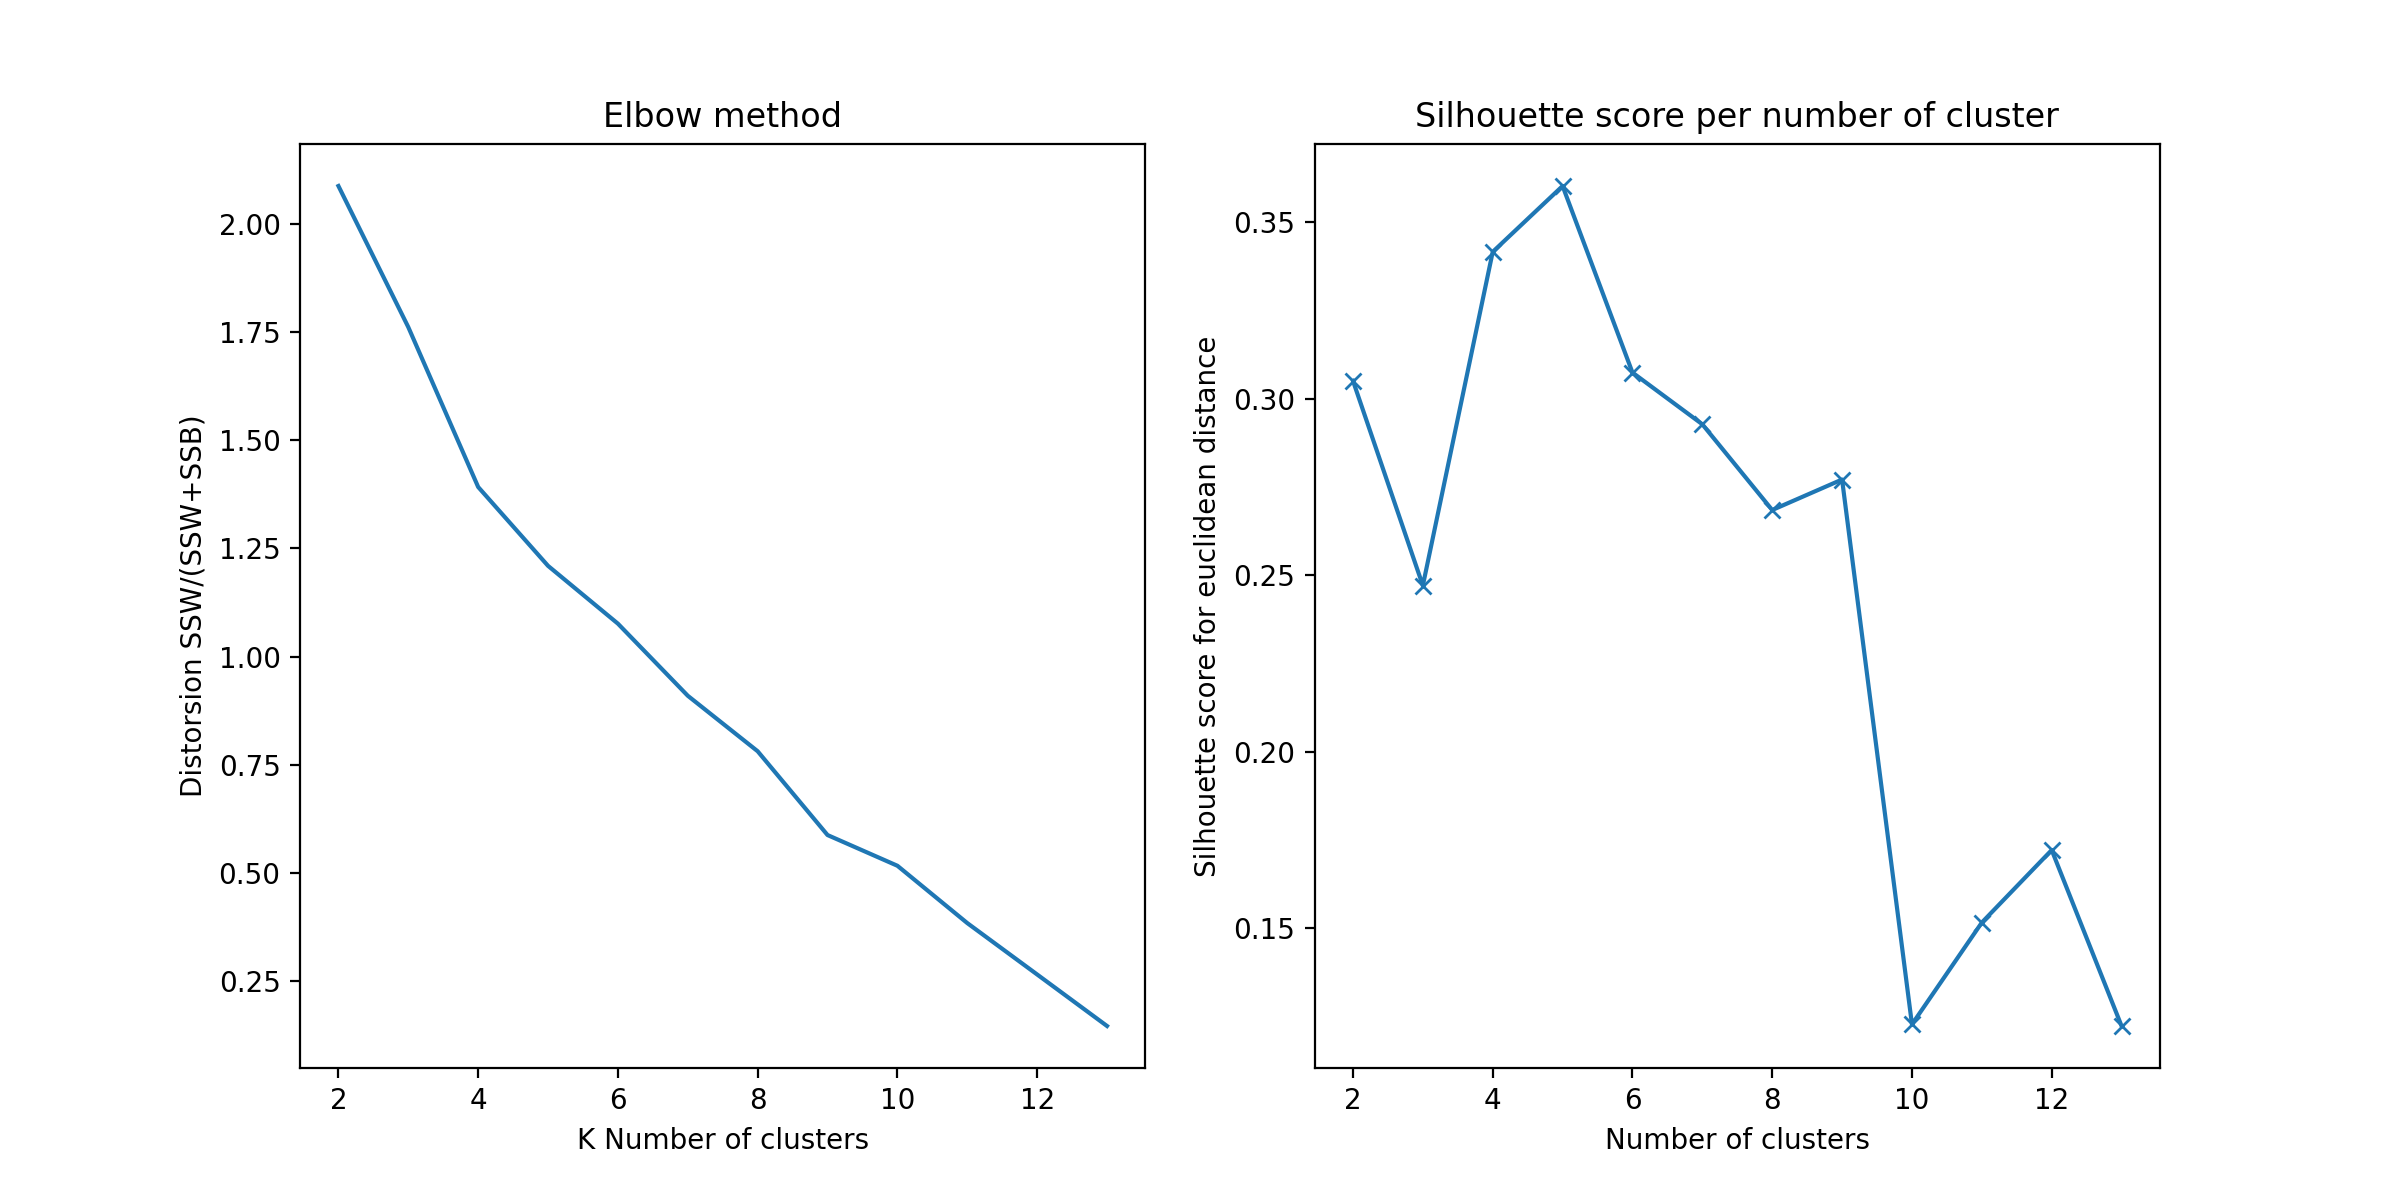 Elbow method
Distorsion SSW/(SSW+SSB)
2.00
1.75
1.50
1.25
1.00
0.75
0.50
0.25
2 4 6 8 10 12
K Number of clusters
Silhouette score per number of cluster
Silhouette score for euclidean distance
0.35
0.30
0.25
0.20
0.15
2 4 6 8 10 12
Number of clusters